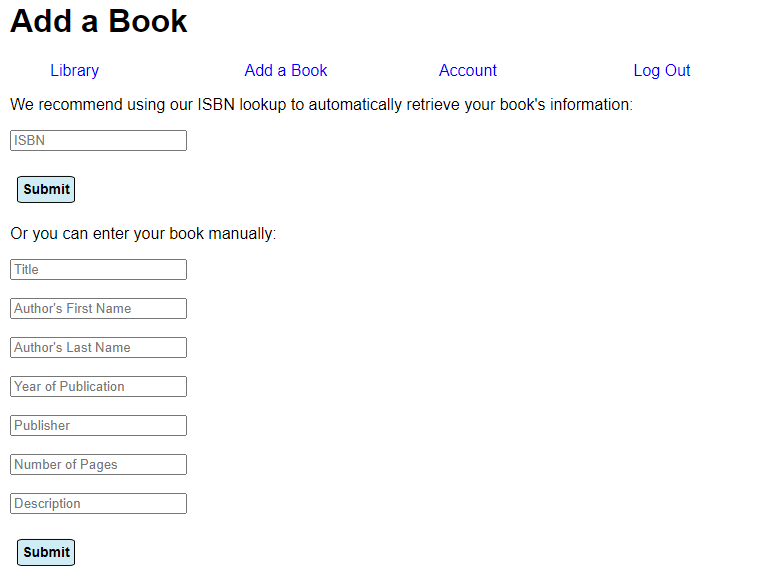 Add a Book
Library Add a Book Account Log Out
We recommend using our ISBN lookup to automatically retrieve your book's information:
ISBN
Submit
Or you can enter your book manually:
Title
Author's First Name
Author's Last Name
Year of Publication
Publisher
Number of Pages
Description
Submit